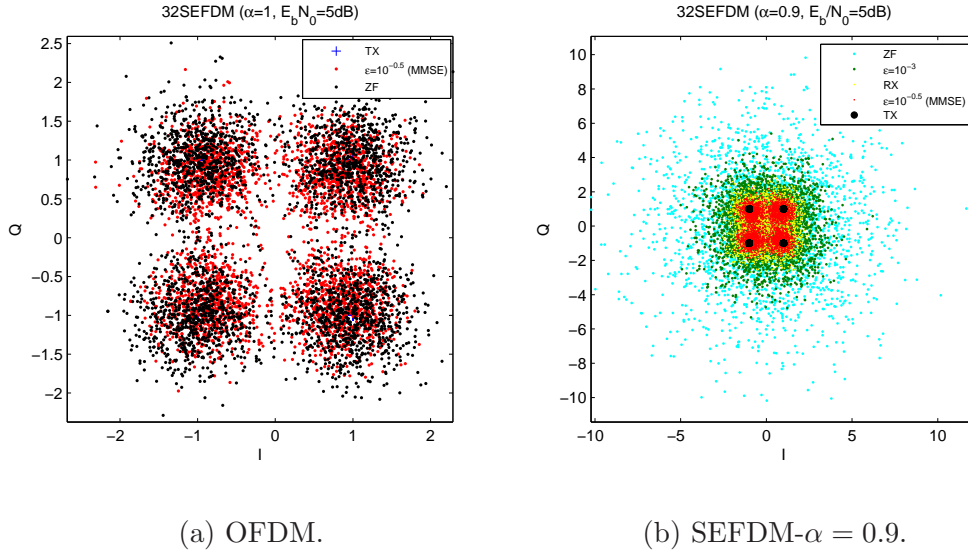 32SEFDM (α=1, E_bN_0=5dB)
2.5
2
1.5
1
0.5
0
−0.5
−1
−1.5
−2
Q
−2
−1
0
1
2
I
TX
ε=10^{−0.5} (MMSE)
ZF
(a) OFDM.
32SEFDM (α=0.9, E_b/N_0=5dB)
10
8
6
4
2
0
−2
−4
−6
−8
−10
Q
−10
−5
0
5
10
I
ZF
ε=10^{−3}
RX
ε=10^{−0.5} (MMSE)
TX
(b) SEFDM-α = 0.9.